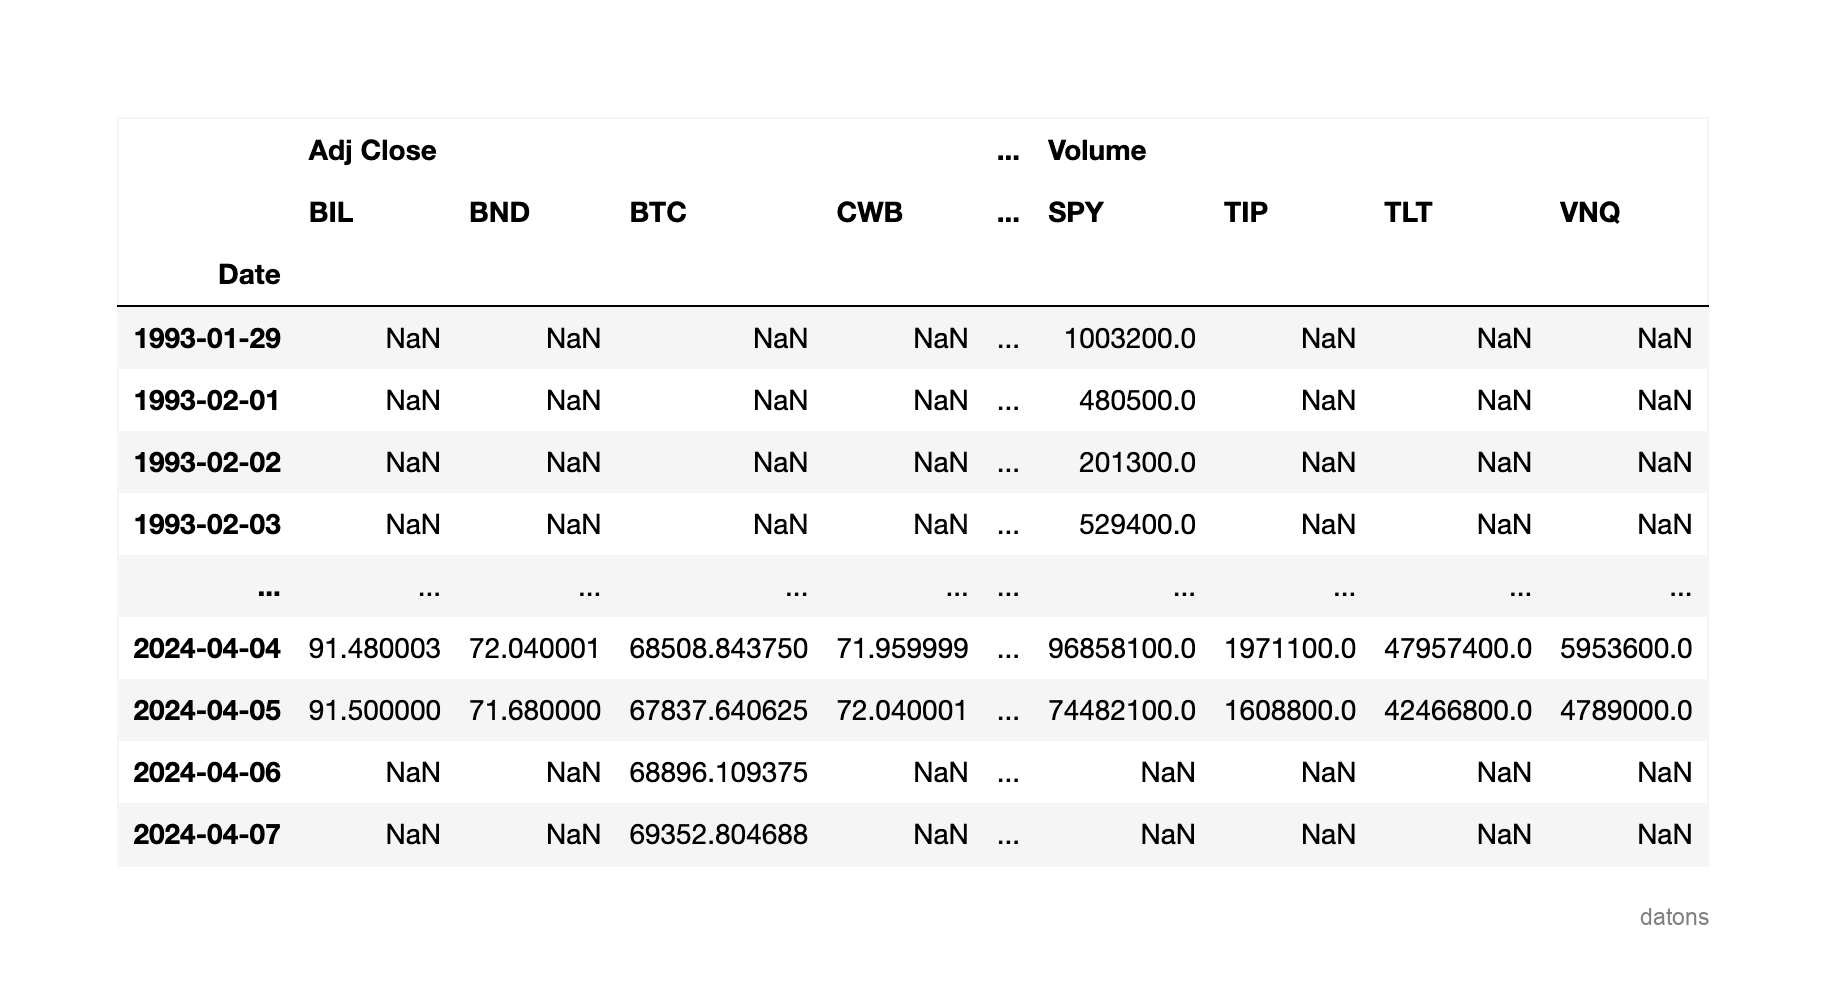 Adj Close ... Volume
BIL BND BTC CWB ... SPY TIP TLT VNQ
Date
1993-01-29 NaN NaN NaN NaN ... 1003200.0 NaN NaN NaN
1993-02-01 NaN NaN NaN NaN ... 480500.0 NaN NaN NaN
1993-02-02 NaN NaN NaN NaN ... 201300.0 NaN NaN NaN
1993-02-03 NaN NaN NaN NaN ... 529400.0 NaN NaN NaN
... ... ... ... ... ... ... ... ... ...
2024-04-04 91.480003 72.040001 68508.843750 71.959999 ... 96858100.0 1971100.0 47957400.0 5953600.0
2024-04-05 91.500000 71.680000 67837.640625 72.040001 ... 74482100.0 1608800.0 42466800.0 4789000.0
2024-04-06 NaN NaN 68896.109375 NaN ... NaN NaN NaN NaN
2024-04-07 NaN NaN 69352.804688 NaN ... NaN NaN NaN NaN
datons